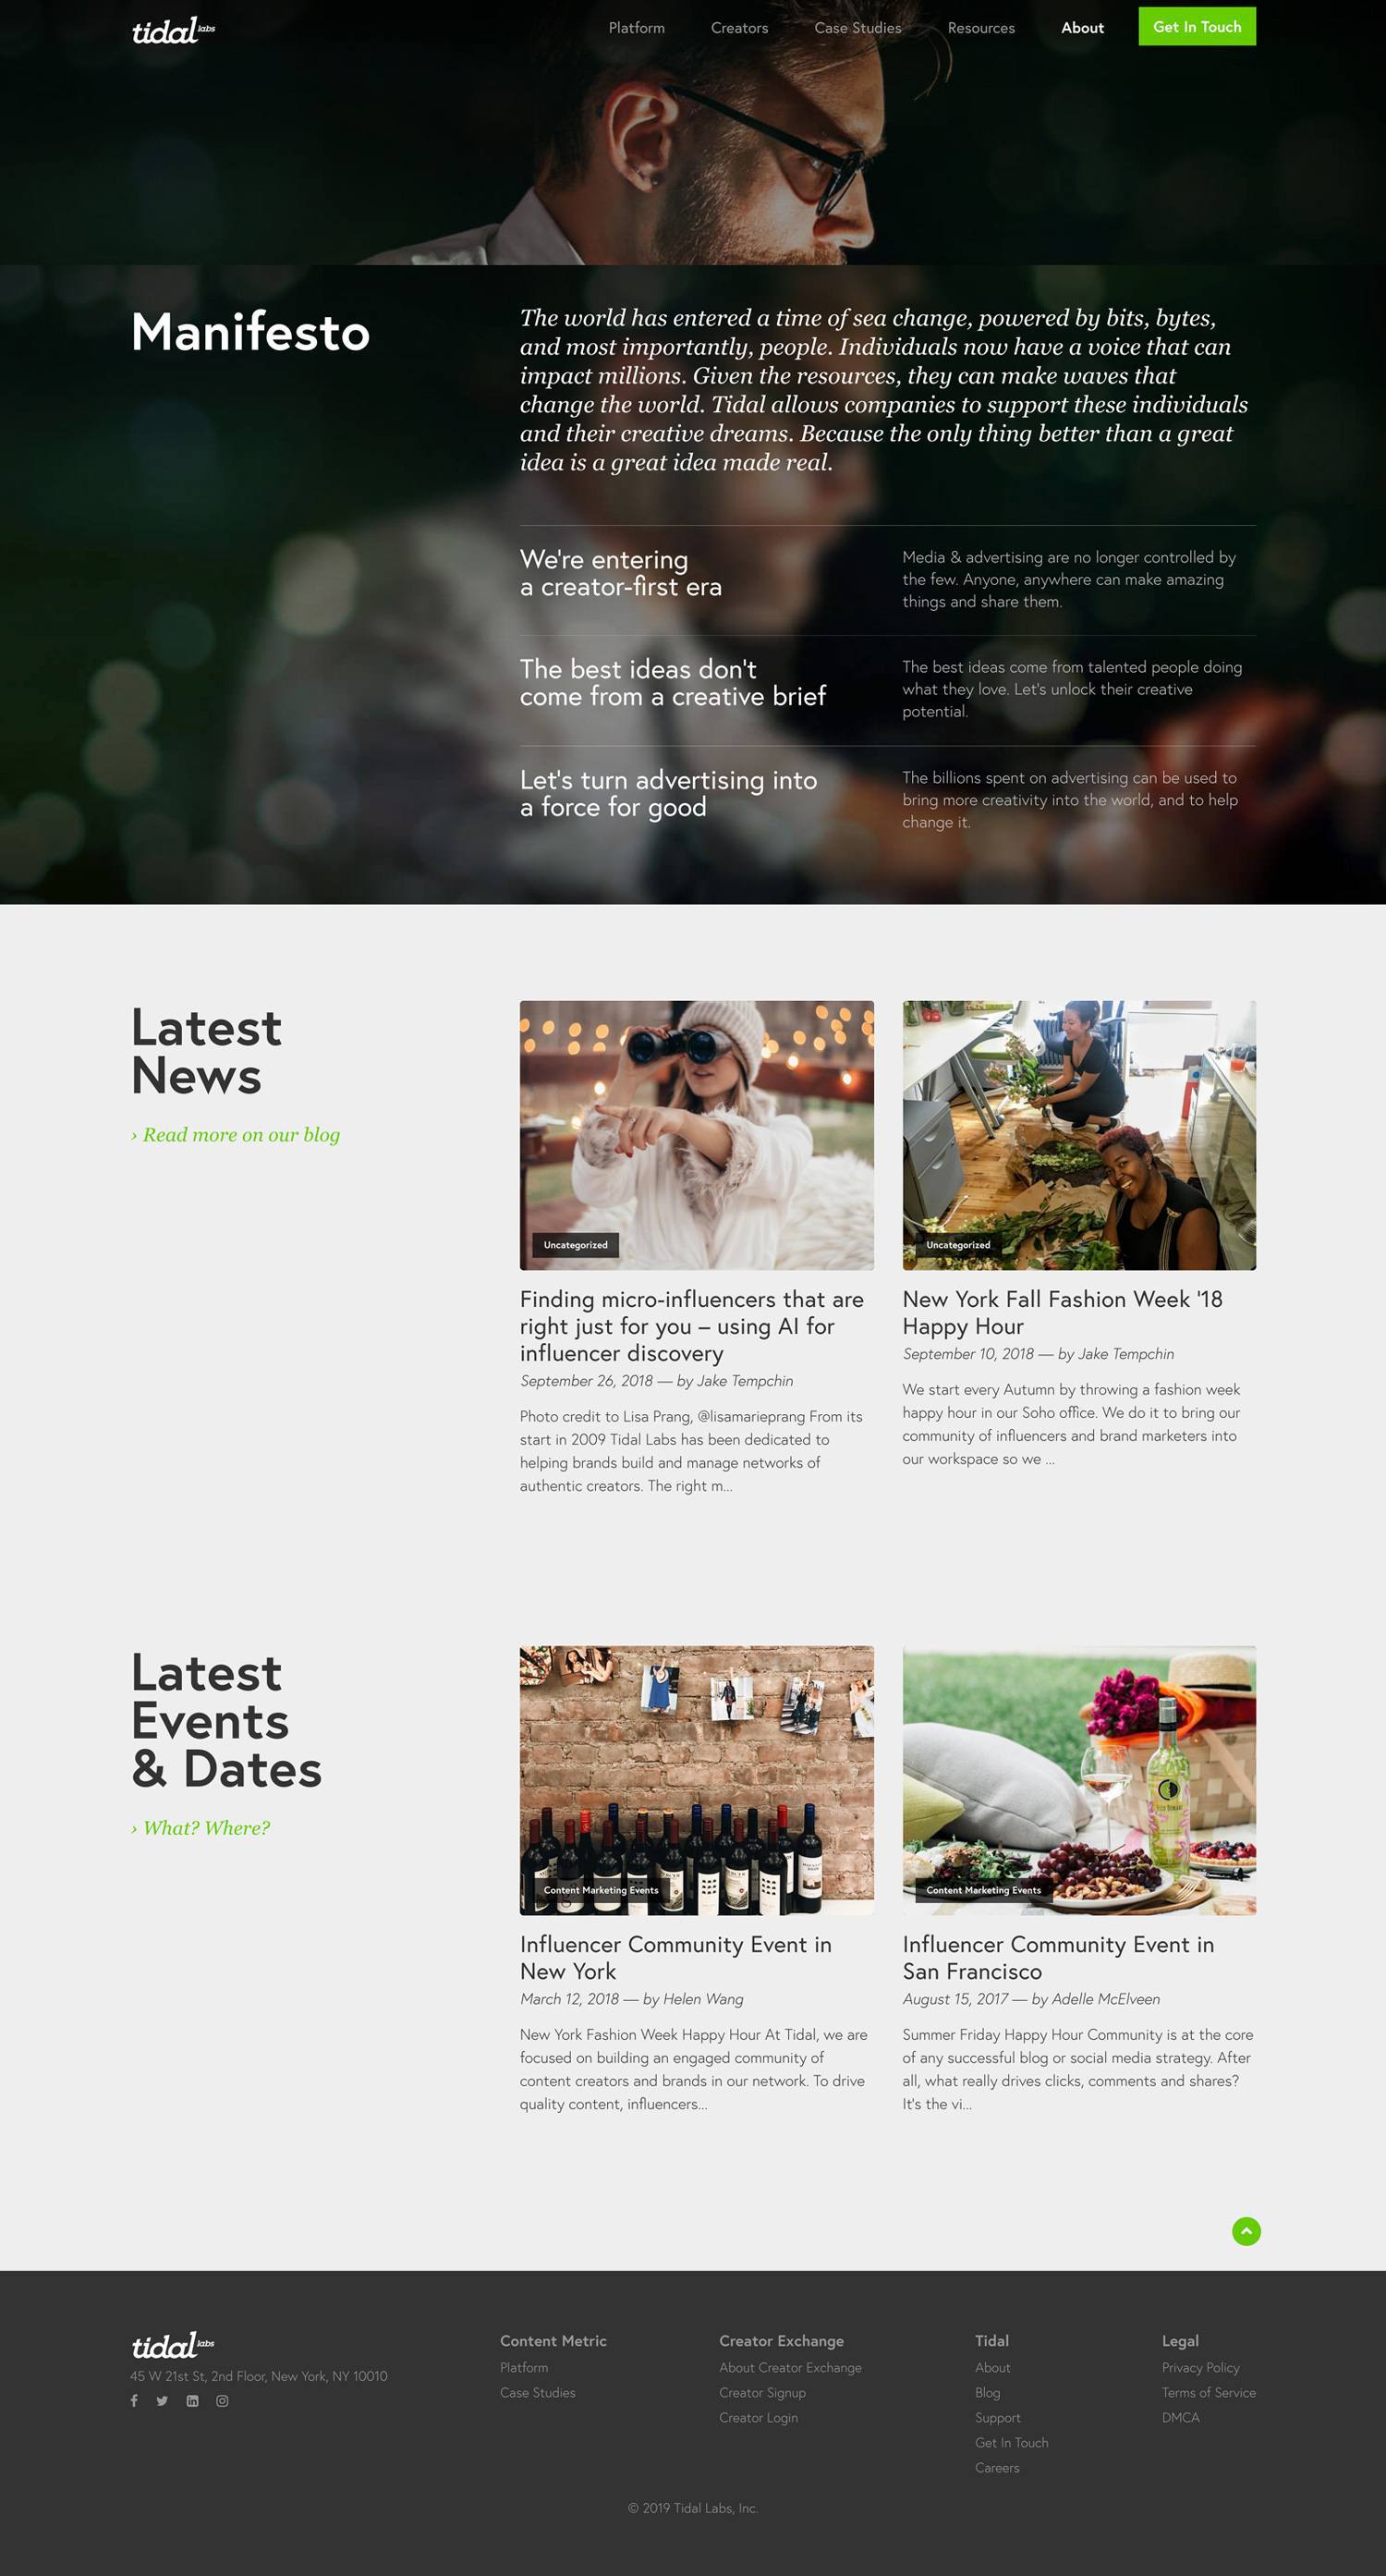 tidal labs
Platform
Creators
Case Studies
Resources
About
Get In Touch
Manifesto
The world has entered a time of sea change, powered by bits, bytes,
and most importantly, people. Individuals now have a voice that can
impact millions. Given the resources, they can make waves that
change the world. Tidal allows companies to support these individuals
and their creative dreams. Because the only thing better than a great
idea is a great idea made real.
We're entering
a creator-first era
Media & advertising are no longer controlled by
the few. Anyone, anywhere can make amazing
things and share them.
The best ideas don't
come from a creative brief
The best ideas come from talented people doing
what they love. Let's unlock their creative
potential.
Let's turn advertising into
a force for good
The billions spent on advertising can be used to
bring more creativity into the world, and to help
change it.
Latest
News
› Read more on our blog
Uncategorized
Finding micro-influencers that are
right just for you – using AI for
influencer discovery
September 26, 2018 — by Jake Tempchin
Photo credit to Lisa Prang, @lisamarieprang From its
start in 2009 Tidal Labs has been dedicated to
helping brands build and manage networks of
authentic creators. The right m...
Uncategorized
New York Fall Fashion Week '18
Happy Hour
September 10, 2018 — by Jake Tempchin
We start every Autumn by throwing a fashion week
happy hour in our Soho office. We do it to bring our
community of influencers and brand marketers into
our workspace so we ...
Latest
Events
& Dates
› What? Where?
Content Marketing Events
Influencer Community Event in
New York
March 12, 2018 — by Helen Wang
New York Fashion Week Happy Hour At Tidal, we are
focused on building an engaged community of
content creators and brands in our network. To drive
quality content, influencers...
Content Marketing Events
Influencer Community Event in
San Francisco
August 15, 2017 — by Adelle McElveen
Summer Friday Happy Hour Community is at the core
of any successful blog or social media strategy. After
all, what really drives clicks, comments and shares?
It's the vi...
tidal labs
45 W 21st St, 2nd Floor, New York, NY 10010
Content Metric
Platform
Case Studies
Creator Exchange
About Creator Exchange
Creator Signup
Creator Login
Tidal
About
Blog
Support
Get In Touch
Careers
Legal
Privacy Policy
Terms of Service
DMCA
© 2019 Tidal Labs, Inc.